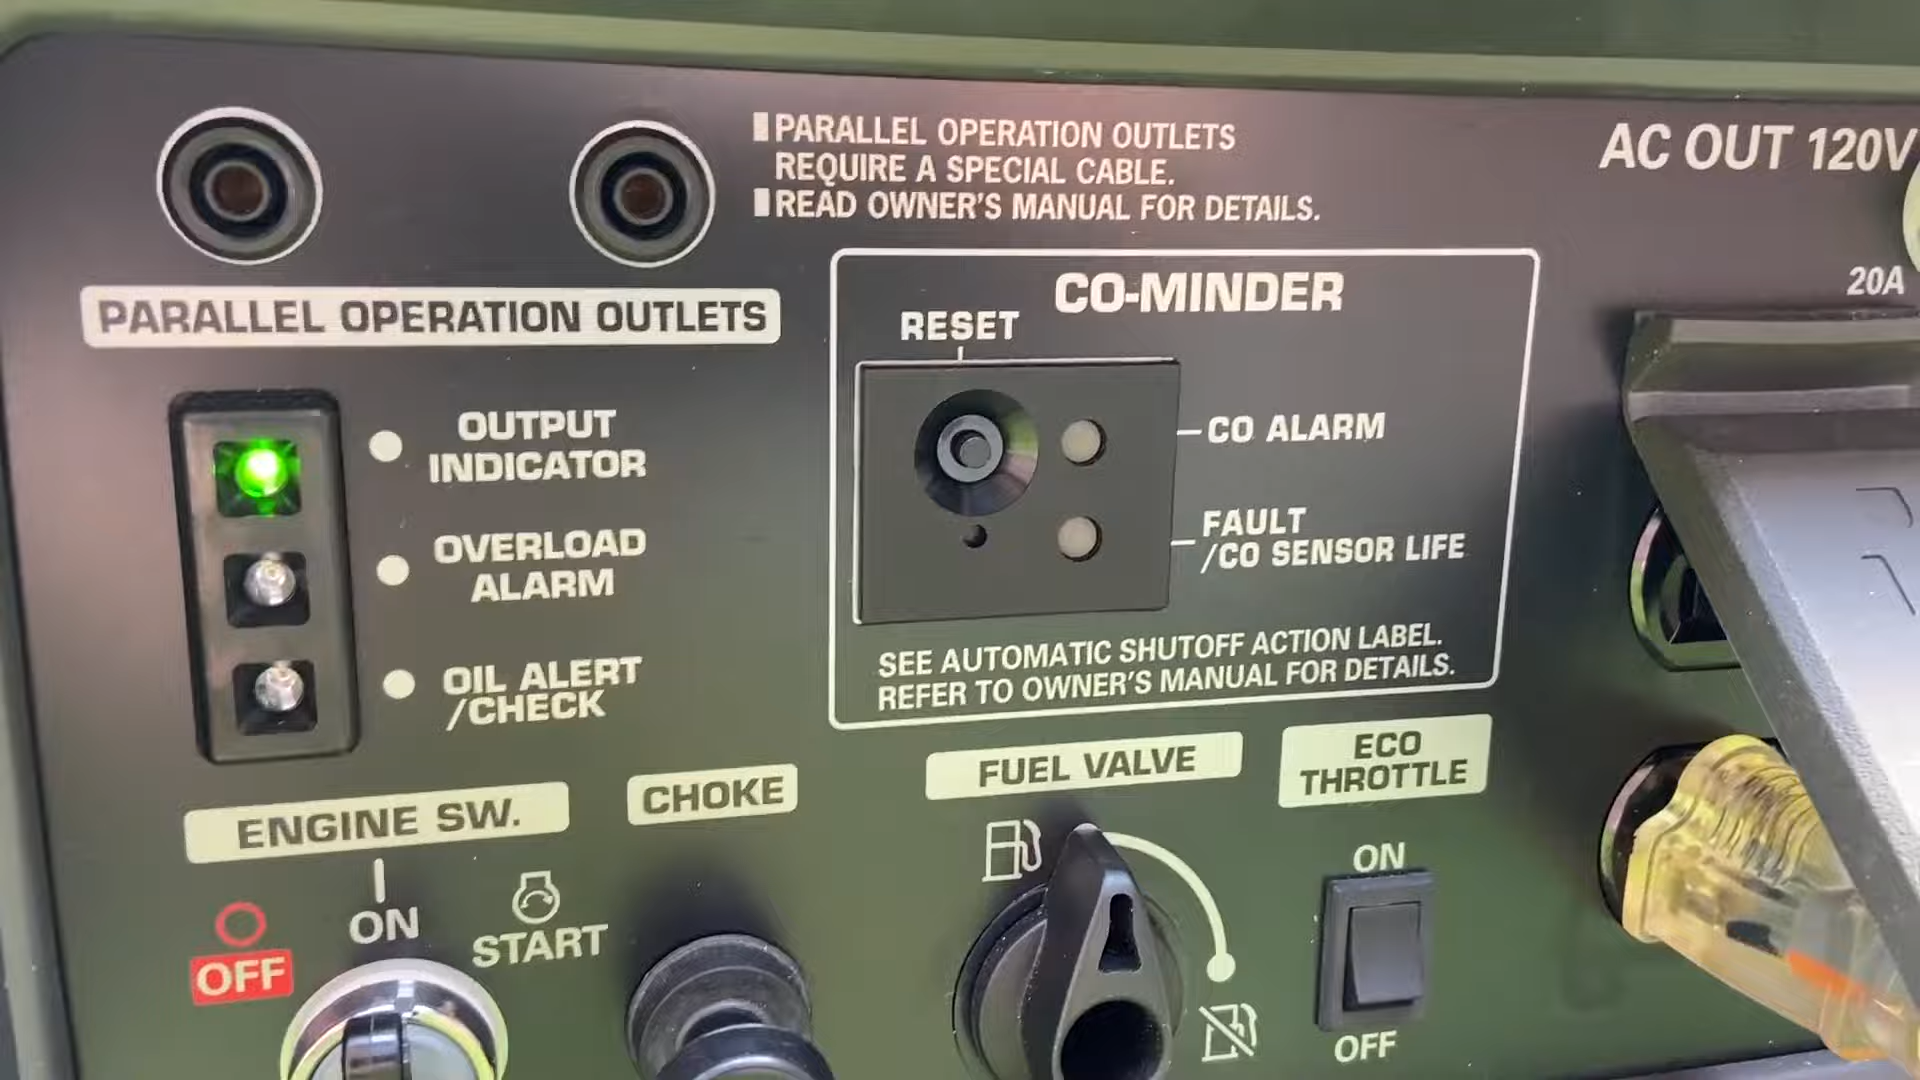 PARALLEL OPERATION OUTLETS
REQUIRE A SPECIAL CABLE.
READ OWNER'S MANUAL FOR DETAILS.
AC OUT 120V
20A
PARALLEL OPERATION OUTLETS
CO-MINDER
RESET
CO ALARM
FAULT
/CO SENSOR LIFE
SEE AUTOMATIC SHUTOFF ACTION LABEL.
REFER TO OWNER'S MANUAL FOR DETAILS.
OUTPUT
INDICATOR
OVERLOAD
ALARM
OIL ALERT
/CHECK
ENGINE SW.
OFF
ON
START
CHOKE
FUEL VALVE
ECO
THROTTLE
ON
OFF